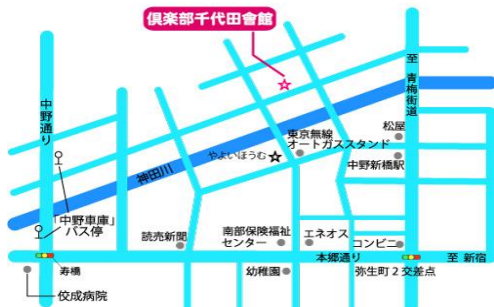 倶楽部千代田會館
至
青梅街道
中野通り
松屋
東京無線
オートガススタンド
やよいほうむ
中野新橋駅
神田川
「中野車庫」
バス停
読売新聞
南部保険福祉
センター
エネオス
コンビニ
本郷通り
至 新宿
寿橋
幼稚園
弥生町2交差点
佼成病院